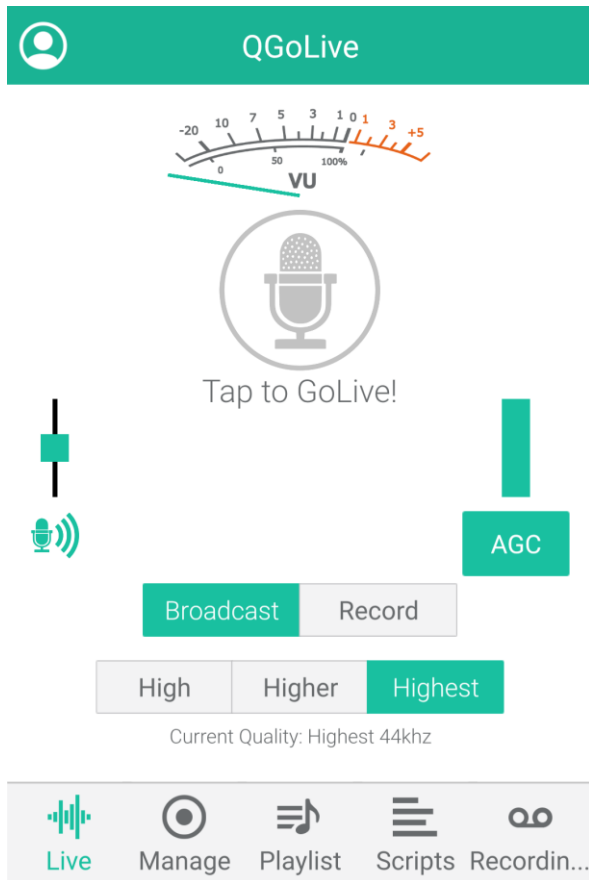 QGoLive
-20 10 7 5 3 1 0 1 3 +5
0 50 100%
VU
Tap to GoLive!
AGC
Broadcast Record
High Higher Highest
Current Quality: Highest 44khz
Live Manage Playlist Scripts Recordin...